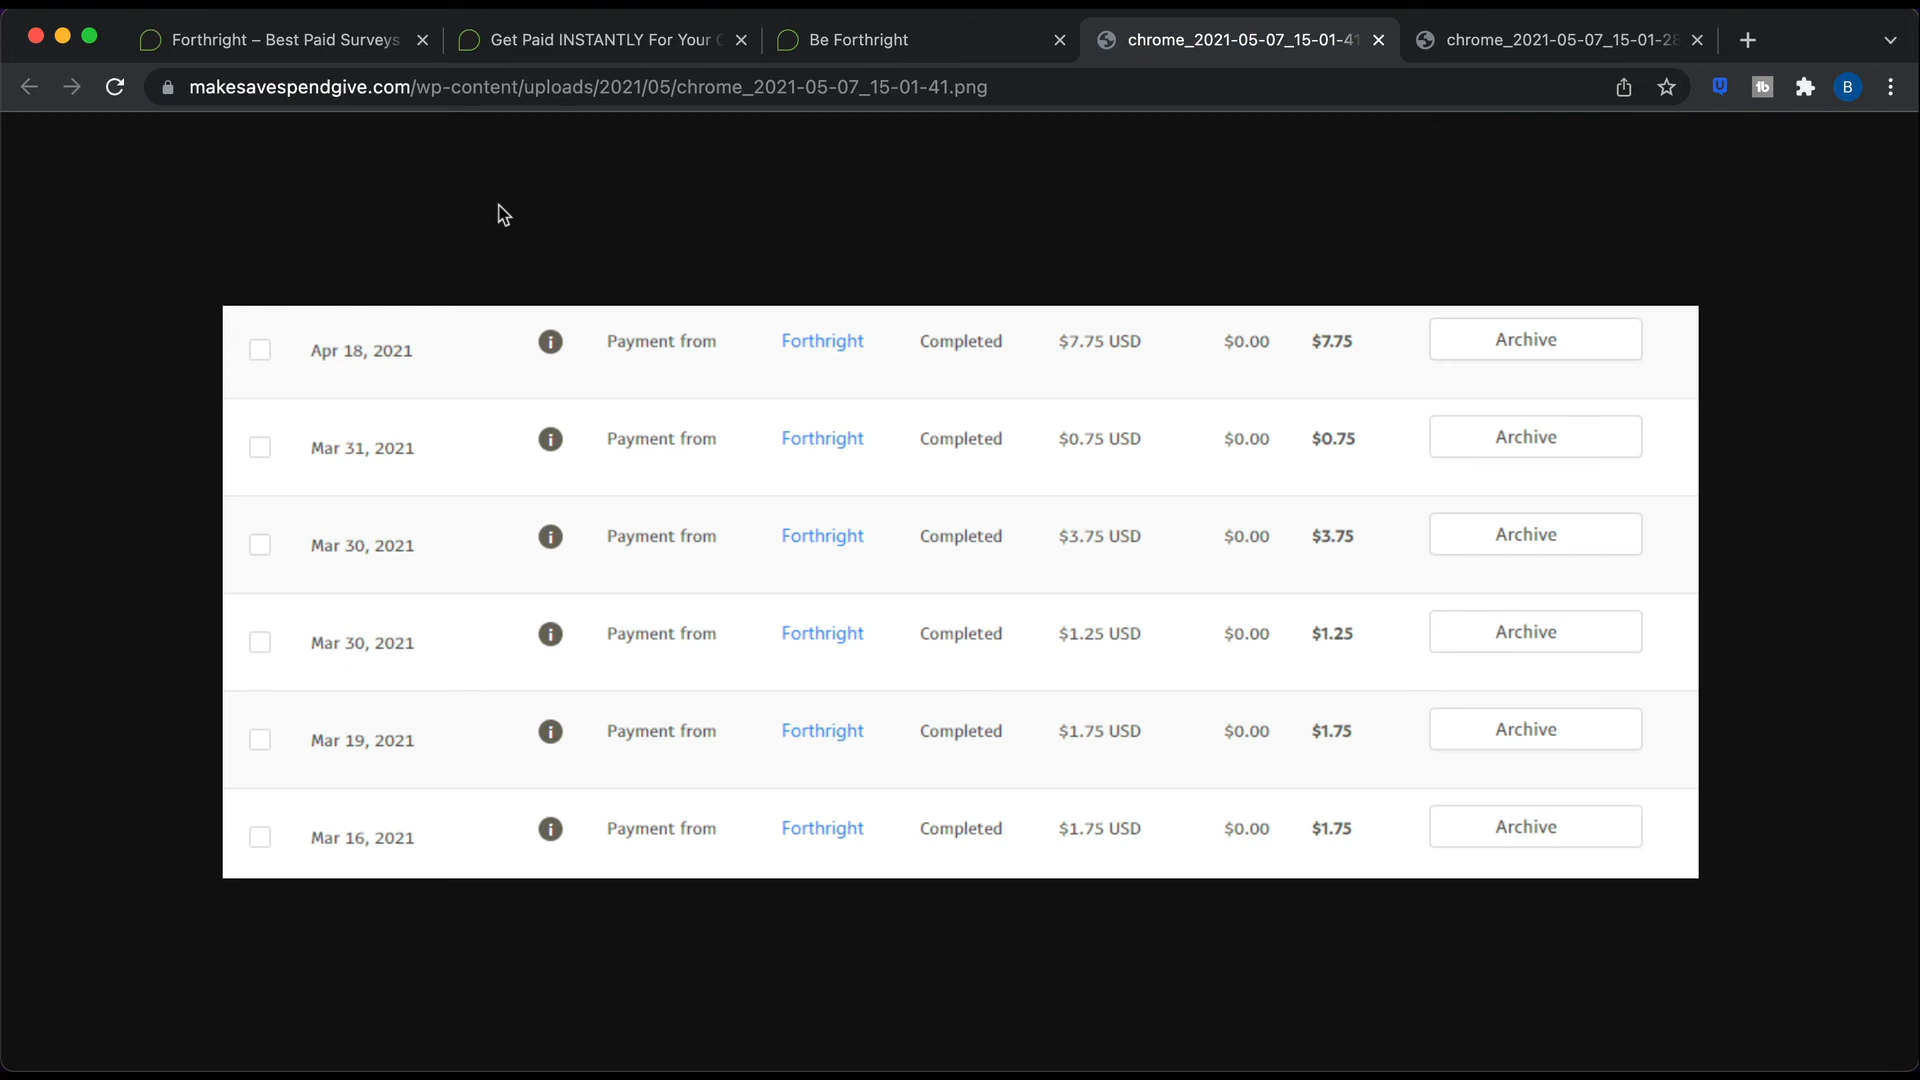 Forthright – Best Paid Surveys
Get Paid INSTANTLY For Your
Be Forthright
chrome_2021-05-07_15-01-41
chrome_2021-05-07_15-01-28
makesavespendgive.com/wp-content/uploads/2021/05/chrome_2021-05-07_15-01-41.png
B
Apr 18, 2021 i Payment from Forthright Completed $7.75 USD $0.00 $7.75 Archive
Mar 31, 2021 i Payment from Forthright Completed $0.75 USD $0.00 $0.75 Archive
Mar 30, 2021 i Payment from Forthright Completed $3.75 USD $0.00 $3.75 Archive
Mar 30, 2021 i Payment from Forthright Completed $1.25 USD $0.00 $1.25 Archive
Mar 19, 2021 i Payment from Forthright Completed $1.75 USD $0.00 $1.75 Archive
Mar 16, 2021 i Payment from Forthright Completed $1.75 USD $0.00 $1.75 Archive